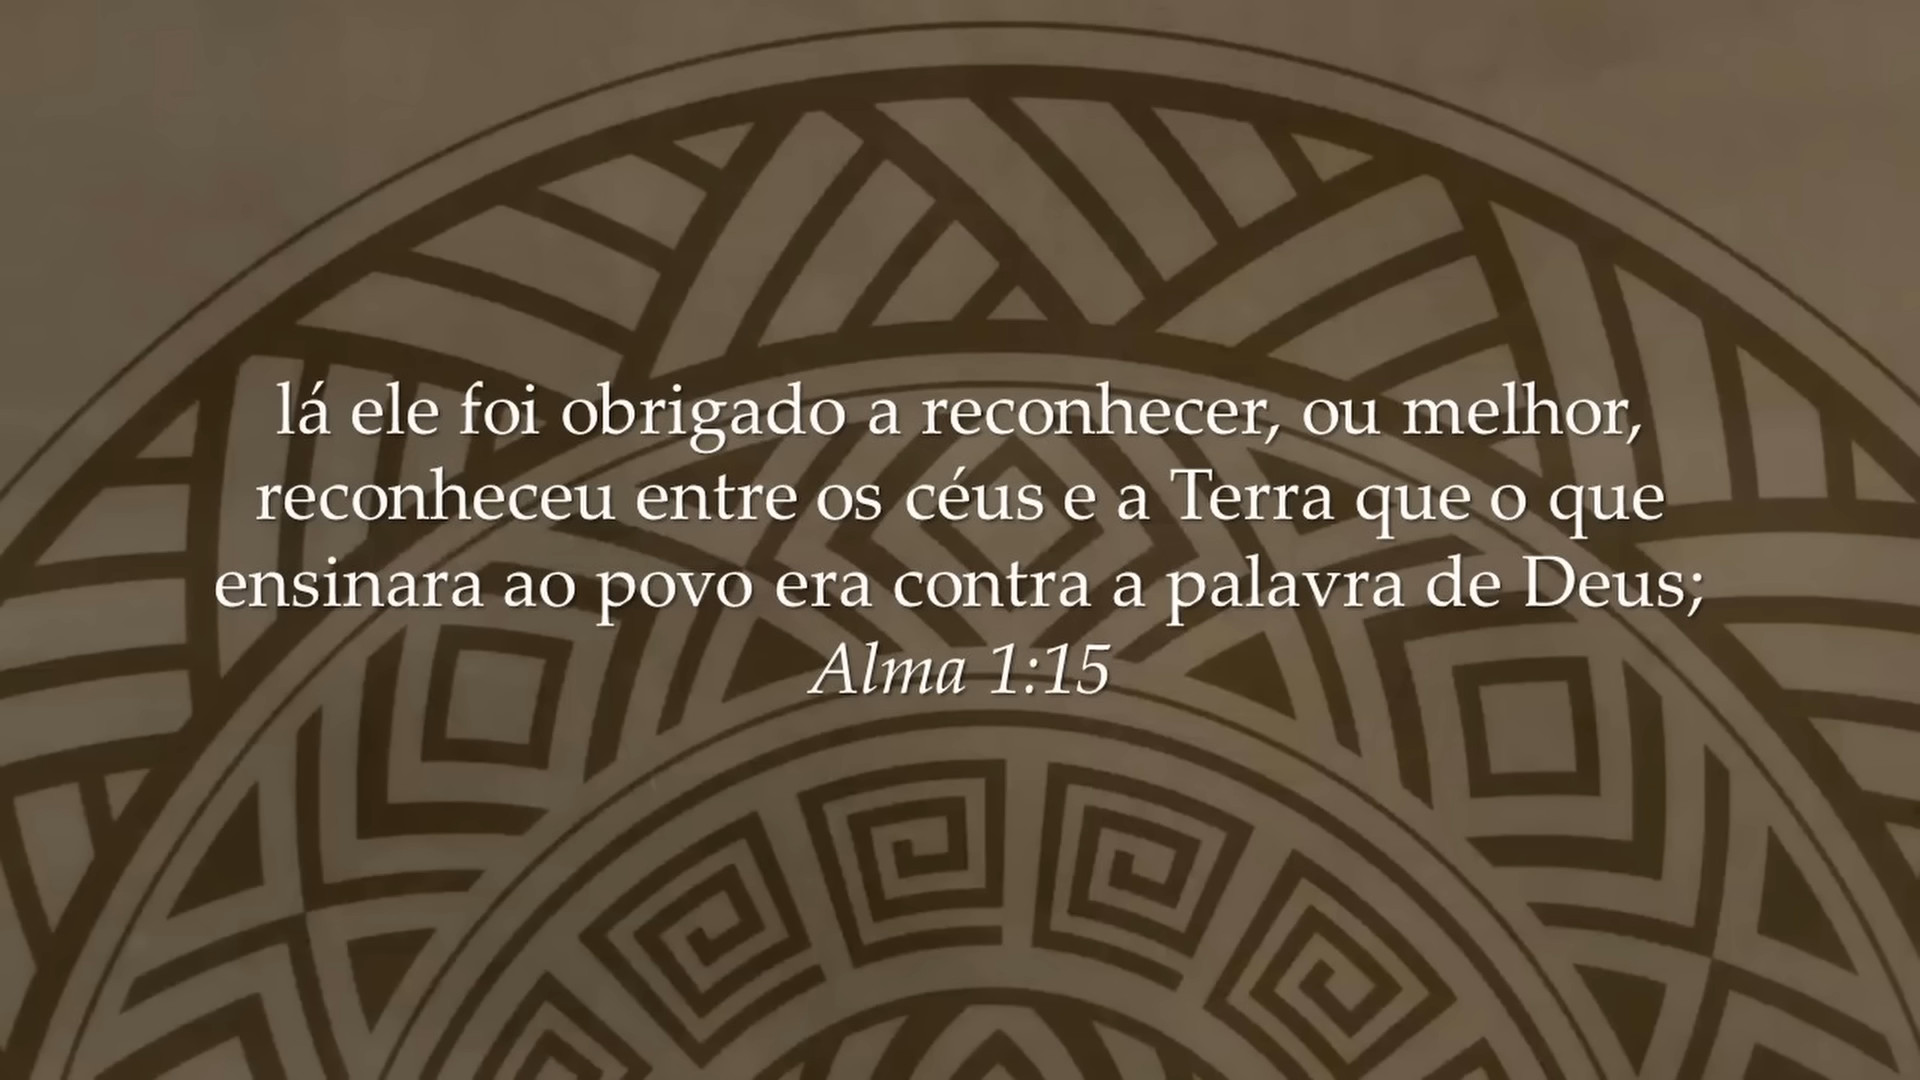 lá ele foi obrigado a reconhecer, ou melhor,
reconheceu entre os céus e a Terra que o que
ensinara ao povo era contra a palavra de Deus;
Alma 1:15